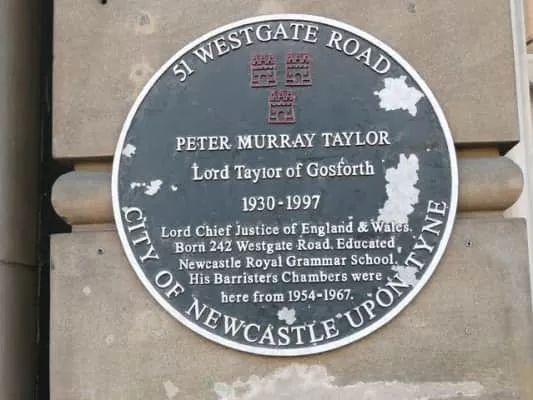 51 WESTGATE ROAD
PETER MURRAY TAYLOR
Lord Taylor of Gosforth
1930-1997
Lord Chief Justice of England & Wales.
Born 242 Westgate Road. Educated
Newcastle Royal Grammar School.
His Barristers Chambers were
here from 1954-1967.
CITY OF NEWCASTLE UPON TYNE